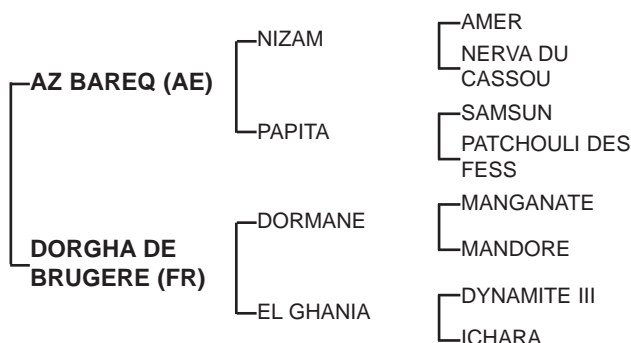 AZ BAREQ (AE)
NIZAM
AMER
NERVA DU
CASSOU
PAPITA
SAMSUN
PATCHOULI DES
FESS
DORGHA DE
BRUGERE (FR)
DORMANE
MANGANATE
MANDORE
EL GHANIA
DYNAMITE III
ICHARA